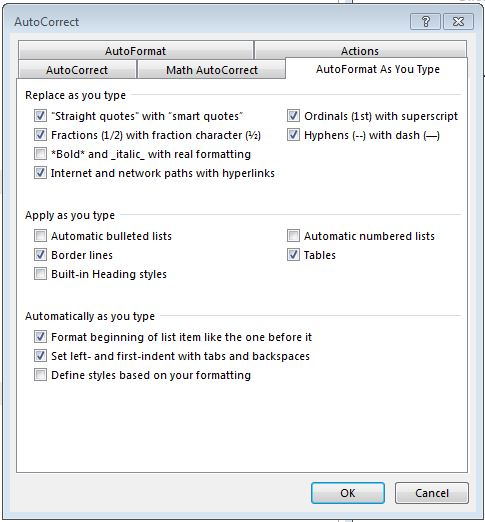 AutoCorrect
AutoFormat Actions
AutoCorrect Math AutoCorrect AutoFormat As You Type
Replace as you type
"Straight quotes" with “smart quotes” Ordinals (1st) with superscript
Fractions (1/2) with fraction character (½) Hyphens (--) with dash (—)
*Bold* and _italic_ with real formatting
Internet and network paths with hyperlinks
Apply as you type
Automatic bulleted lists Automatic numbered lists
Border lines Tables
Built-in Heading styles
Automatically as you type
Format beginning of list item like the one before it
Set left- and first-indent with tabs and backspaces
Define styles based on your formatting
OK Cancel